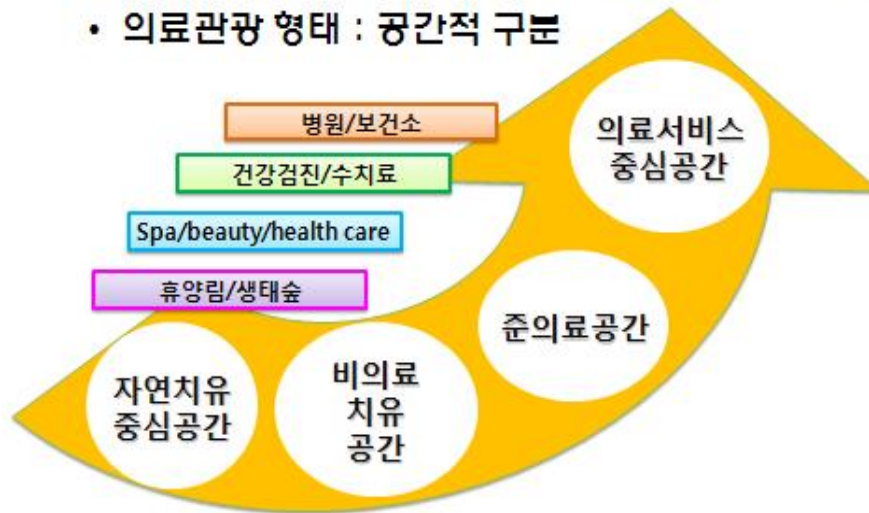 • 의료관광 형태 : 공간적 구분
병원/보건소
건강검진/수치료
Spa/beauty/health care
휴양림/생태숲
의료서비스
중심공간
준의료공간
비의료
치유
공간
자연치유
중심공간